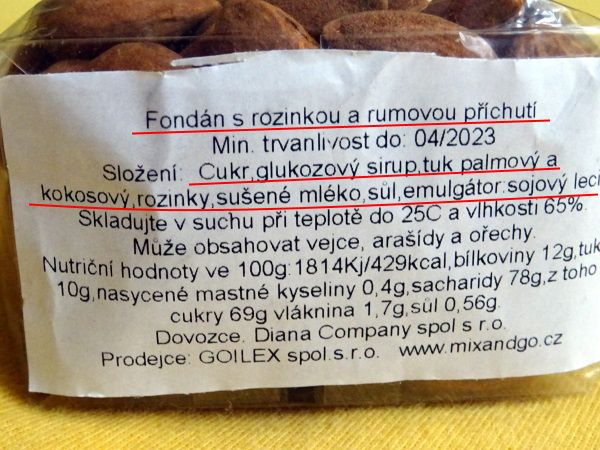 Fondán s rozinkou a rumovou příchutí
Min. trvanlivost do: 04/2023
Složení: Cukr,glukozový sirup,tuk palmový a
kokosový,rozinky,sušené mléko,sůl,emulgátor:sojový leci
Skladujte v suchu při teplotě do 25C a vlhkosti 65%.
Může obsahovat vejce, arašídy a ořechy.
Nutriční hodnoty ve 100g:1814Kj/429kcal,bílkoviny 12g,tuk
10g,nasycené mastné kyseliny 0,4g,sacharidy 78g,z toho
cukry 69g vláknina 1,7g,sůl 0,56g.
Dovozce. Diana Company spol s r.o.
Prodejce: GOILEX spol.s.r.o. www.mixandgo.cz